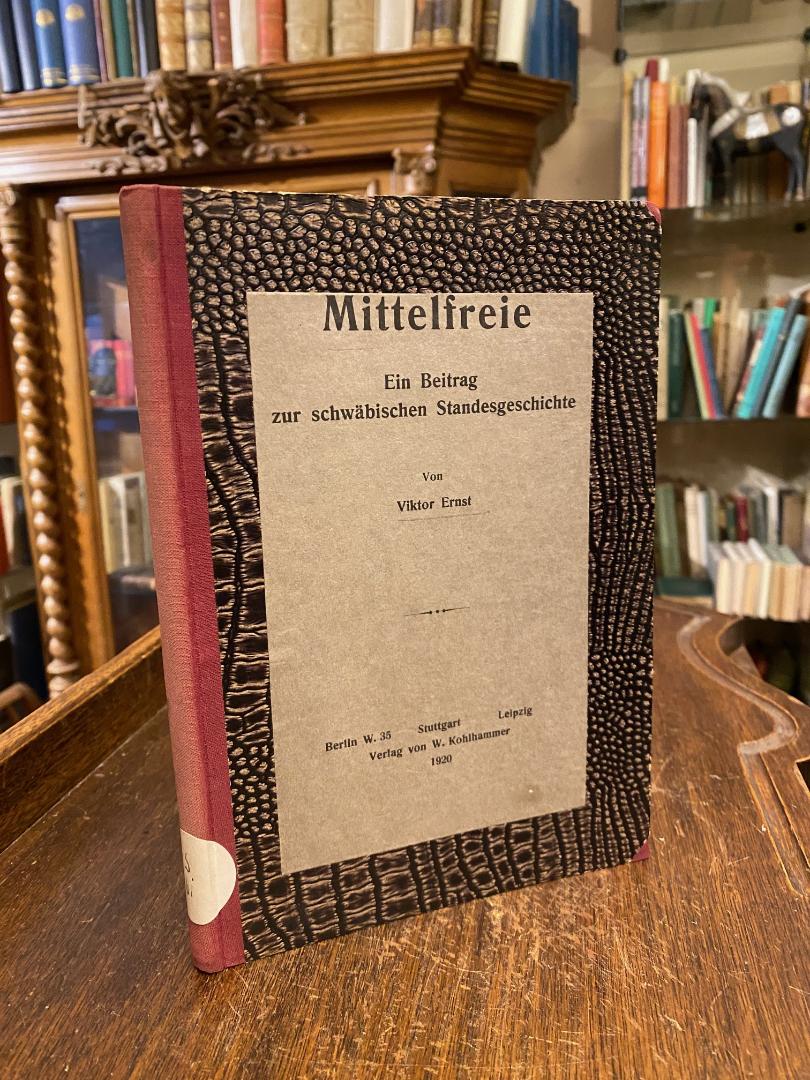 Mittelfreie
Ein Beitrag
zur schwäbischen Standesgeschichte
Von
Viktor Ernst
Berlin W. 35 Stuttgart Leipzig
Verlag von W. Kohlhammer
1920